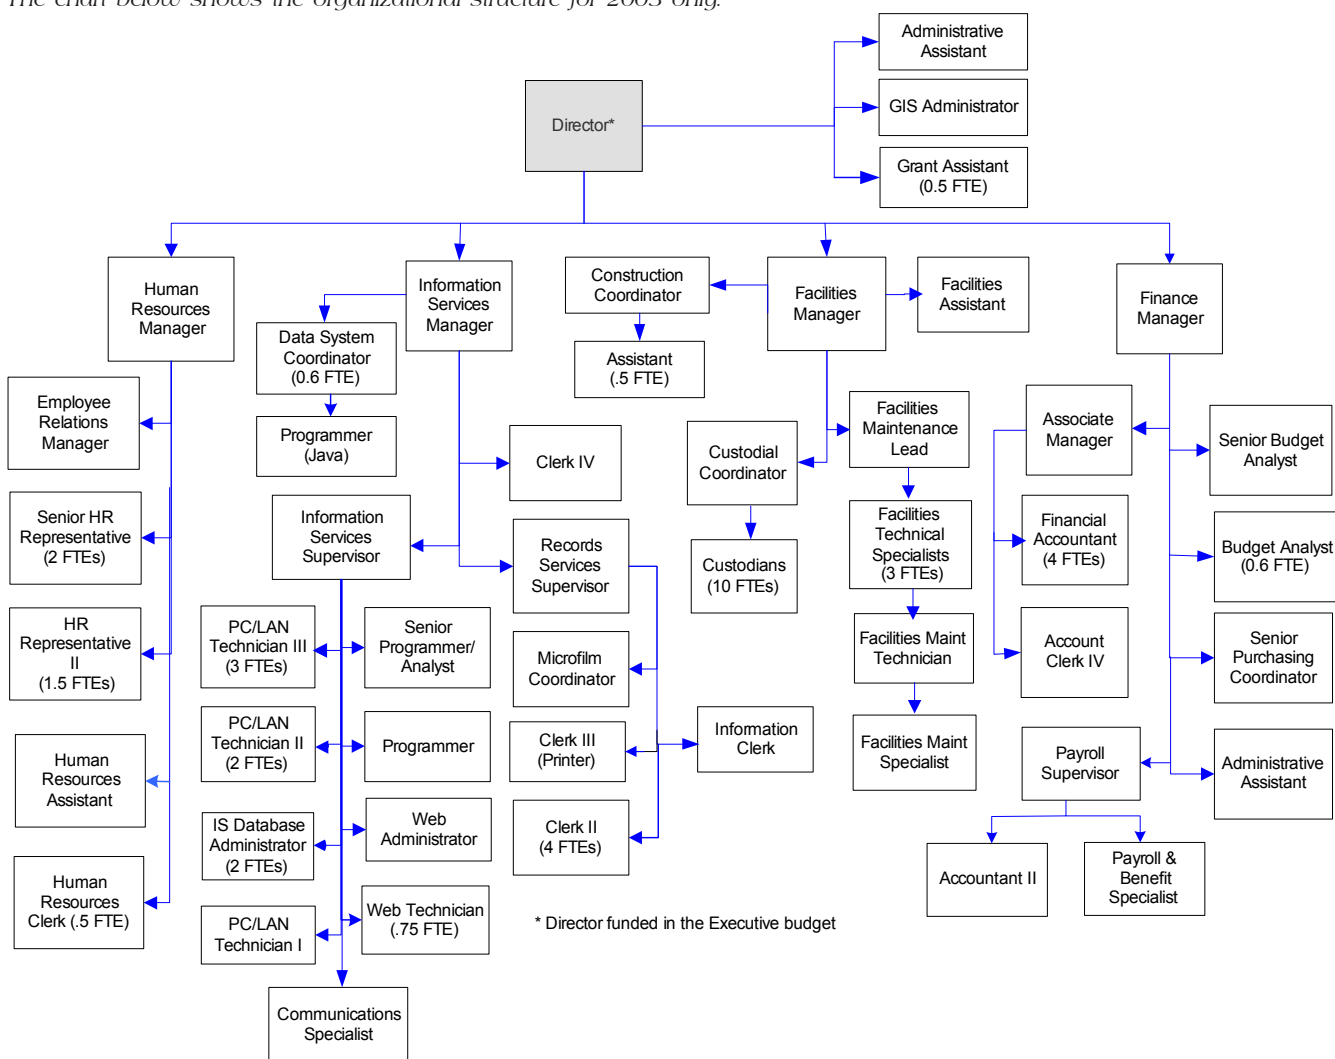 The chart below shows the organizational structure for 2003 only.
Administrative
Assistant
Director*
GIS Administrator
Grant Assistant
(0.5 FTE)
Human
Resources
Manager
Information
Services
Manager
Construction
Coordinator
Facilities
Manager
Facilities
Assistant
Finance
Manager
Data System
Coordinator
(0.6 FTE)
Assistant
(.5 FTE)
Employee
Relations
Manager
Programmer
(Java)
Clerk IV
Custodial
Coordinator
Facilities
Maintenance
Lead
Associate
Manager
Senior Budget
Analyst
Senior HR
Representative
(2 FTEs)
Information
Services
Supervisor
Records
Services
Supervisor
Custodians
(10 FTEs)
Facilities
Technical
Specialists
(3 FTEs)
Financial
Accountant
(4 FTEs)
Budget Analyst
(0.6 FTE)
HR
Representative
II
(1.5 FTEs)
PC/LAN
Technician III
(3 FTEs)
Senior
Programmer/
Analyst
Microfilm
Coordinator
Facilities Maint
Technician
Account
Clerk IV
Senior
Purchasing
Coordinator
Human
Resources
Assistant
PC/LAN
Technician II
(2 FTEs)
Programmer
Clerk III
(Printer)
Information
Clerk
Facilities Maint
Specialist
Payroll
Supervisor
Administrative
Assistant
IS Database
Administrator
(2 FTEs)
Web
Administrator
Clerk II
(4 FTEs)
Accountant II
Payroll &
Benefit
Specialist
Human
Resources
Clerk (.5 FTE)
PC/LAN
Technician I
Web Technician
(.75 FTE)
* Director funded in the Executive budget
Communications
Specialist